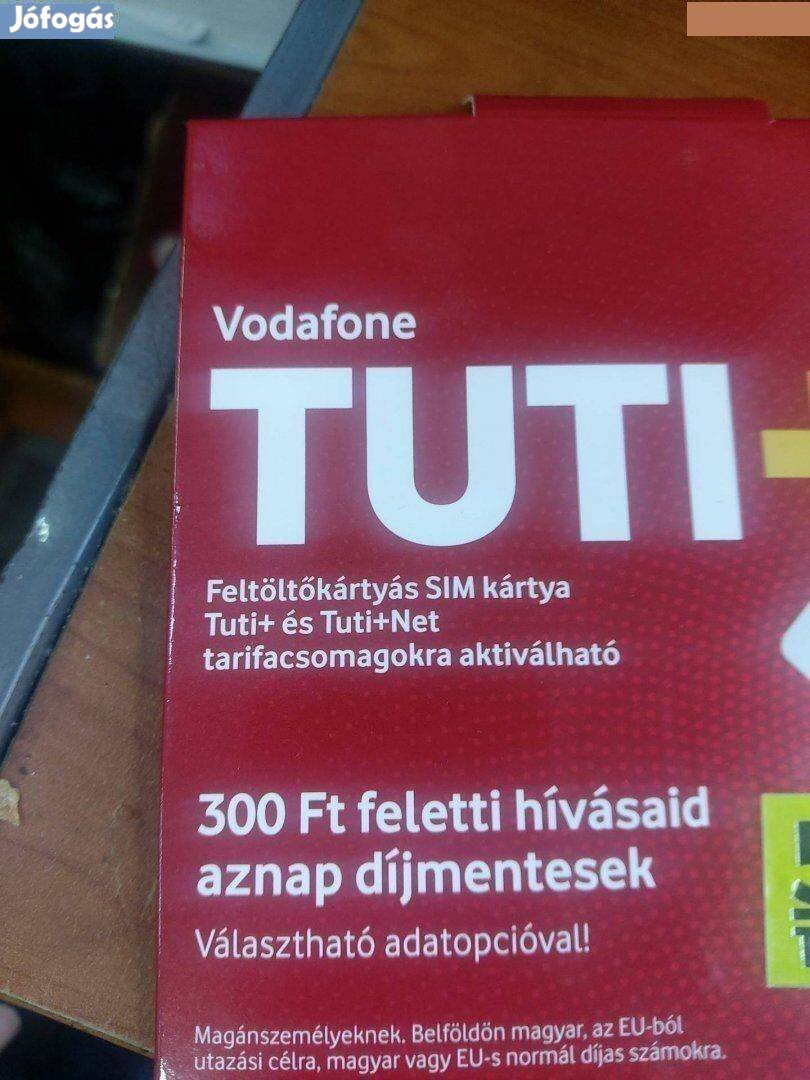 Jófogás
Vodafone
TUTI+
Feltöltőkártyás SIM kártya
Tuti+ és Tuti+Net
tarifacsomagokra aktiválható
300 Ft feletti hívásaid
aznap díjmentesek
Választható adatopcióval!
Magánszemélyeknek. Belföldön magyar, az EU-ból
utazási célra, magyar vagy EU-s normál díjas számokra.